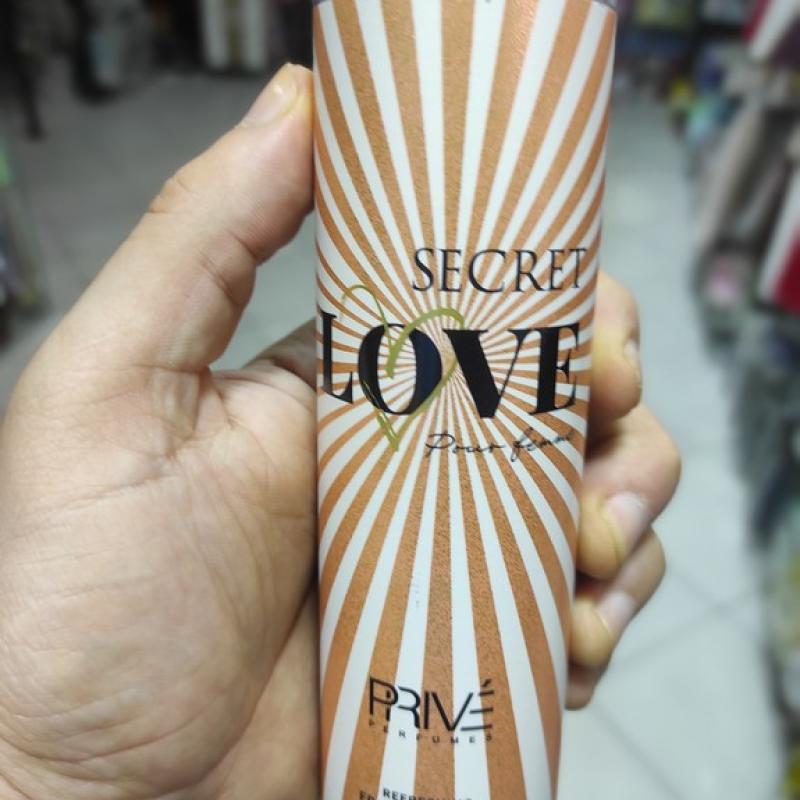 SECRET
LOVE
Pour femme
PRIVÉ
PERFUMES